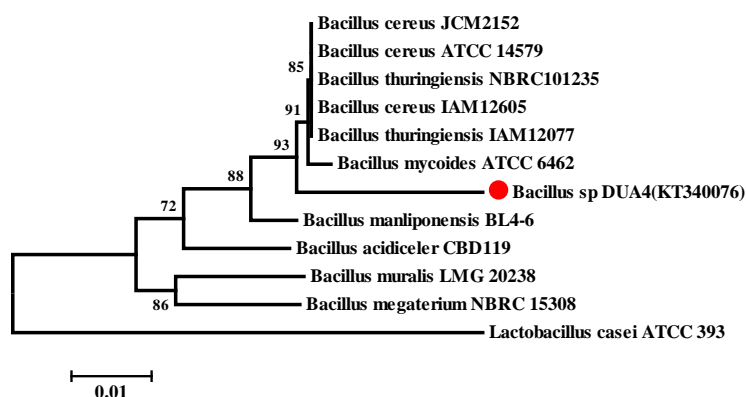 Bacillus cereus JCM2152
Bacillus cereus ATCC 14579
85
Bacillus thuringiensis NBRC101235
91
Bacillus cereus IAM12605
Bacillus thuringiensis IAM12077
93
Bacillus mycoides ATCC 6462
88
Bacillus sp DUA4(KT340076)
72
Bacillus manliponensis BL4-6
Bacillus acidiceler CBD119
Bacillus muralis LMG 20238
86
Bacillus megaterium NBRC 15308
Lactobacillus casei ATCC 393
0.01